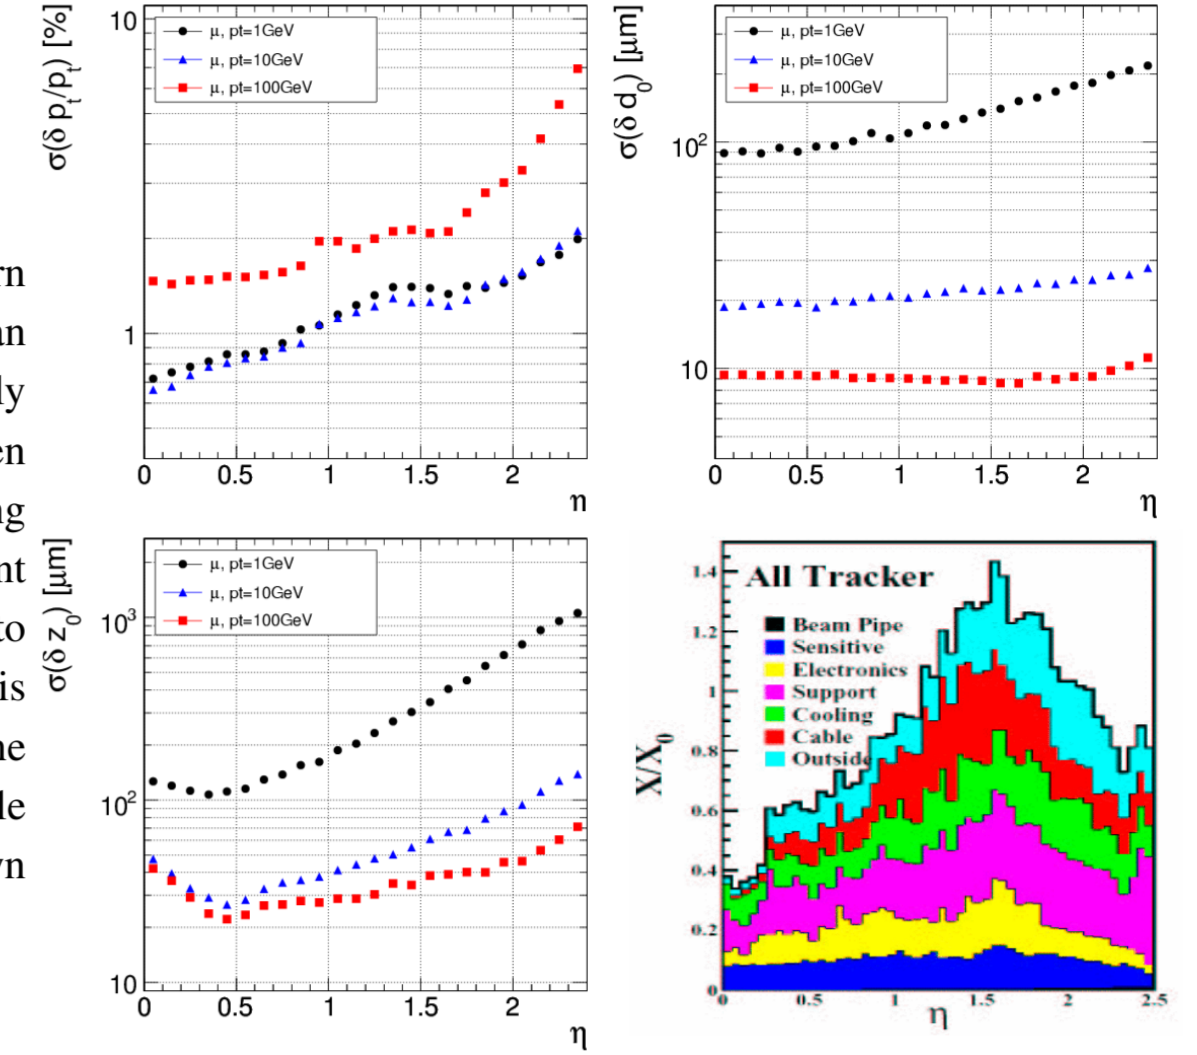 rn
an
ly
en
ng
nt
to
is
ne
le
vn
σ(δ p_t/p_t) [%]
10
1
μ, pt=1GeV
μ, pt=10GeV
μ, pt=100GeV
0 0.5 1 1.5 2
η
σ(δ d_0) [μm]
10^2
10
μ, pt=1GeV
μ, pt=10GeV
μ, pt=100GeV
0 0.5 1 1.5 2
η
σ(δ z_0) [μm]
10^3
10^2
10
μ, pt=1GeV
μ, pt=10GeV
μ, pt=100GeV
0 0.5 1 1.5 2
η
X/X_0
1.4
1.2
1
0.8
0.6
0.4
0.2
0
All Tracker
Beam Pipe
Sensitive
Electronics
Support
Cooling
Cable
Outside
0 0.5 1 1.5 2 2.5
η